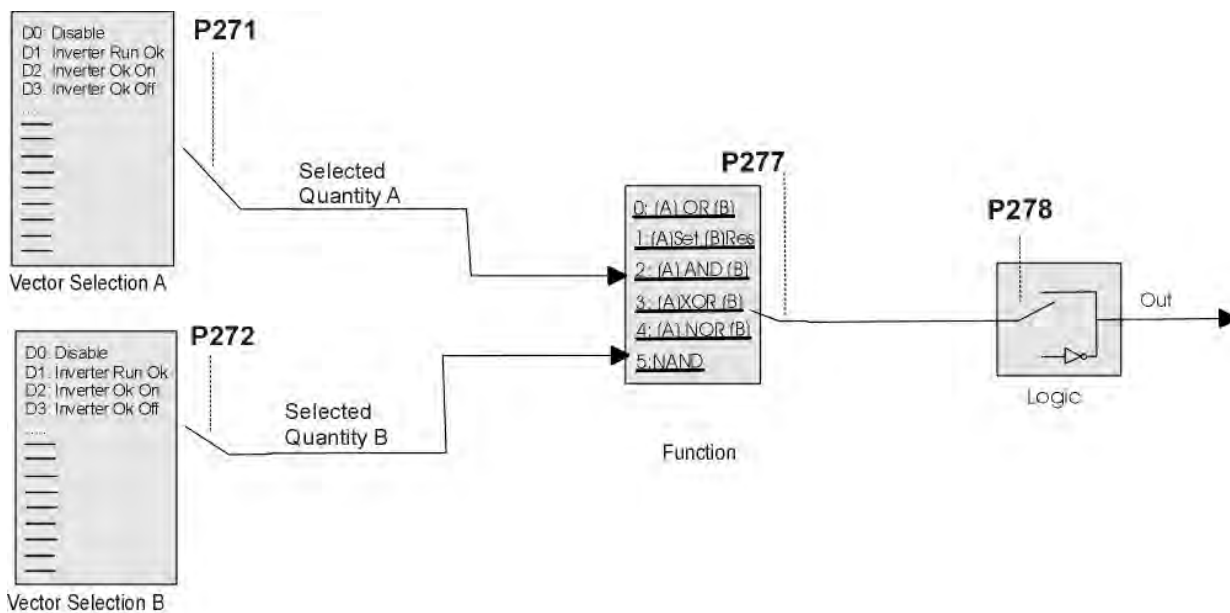 D0: Disable
D1: Inverter Run Ok
D2: Inverter Ok On
D3: Inverter Ok Off
......
Vector Selection A
P271
Selected
Quantity A
D0: Disable
D1: Inverter Run Ok
D2: Inverter Ok On
D3: Inverter Ok Off
......
Vector Selection B
P272
Selected
Quantity B
0: (A) OR (B)
1:(A)Set (B)Res
2: (A) AND (B)
3: (A)XOR (B)
4: (A) NOR (B)
5:NAND
Function
P277
P278
Logic
Out